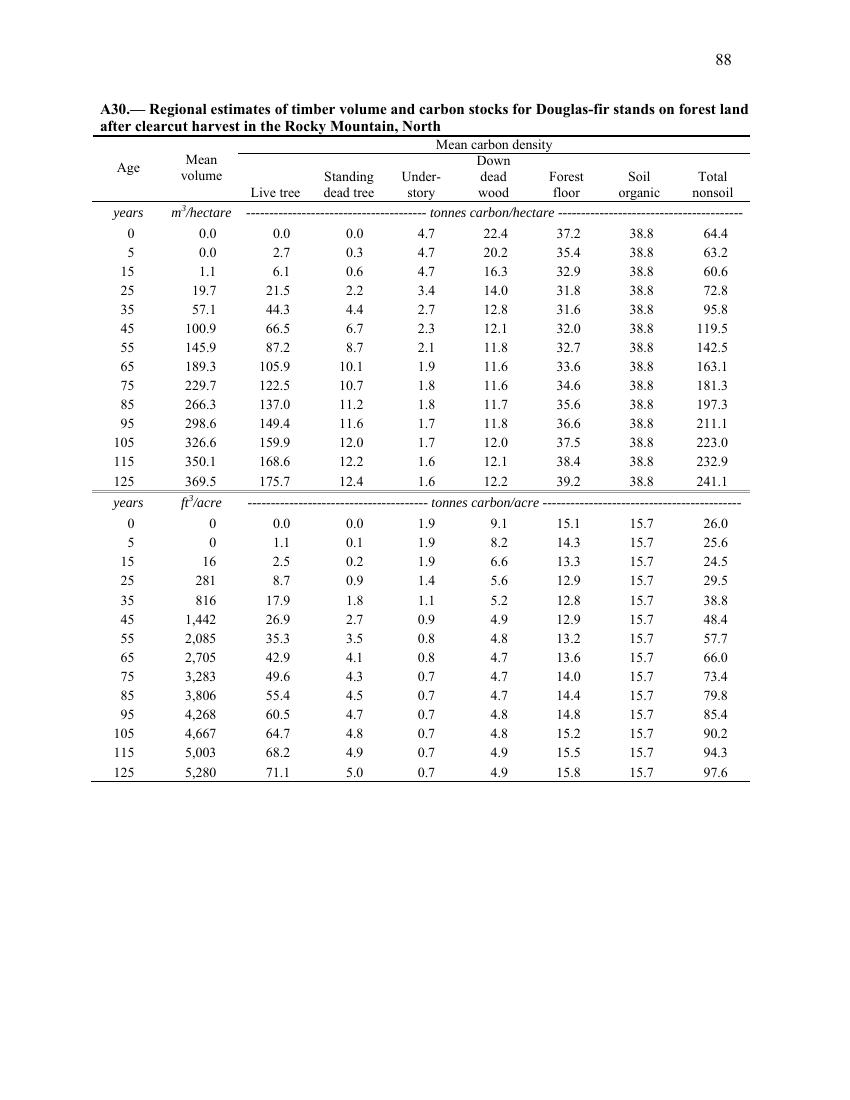 88
A30.— Regional estimates of timber volume and carbon stocks for Douglas-fir stands on forest land
after clearcut harvest in the Rocky Mountain, North
Mean carbon density
Age Mean volume Live tree Standing dead tree Under-story Down dead wood Forest floor Soil organic Total nonsoil
years m³/hectare --------------------------------------- tonnes carbon/hectare ----------------------------------------
0 0.0 0.0 0.0 4.7 22.4 37.2 38.8 64.4
5 0.0 2.7 0.3 4.7 20.2 35.4 38.8 63.2
15 1.1 6.1 0.6 4.7 16.3 32.9 38.8 60.6
25 19.7 21.5 2.2 3.4 14.0 31.8 38.8 72.8
35 57.1 44.3 4.4 2.7 12.8 31.6 38.8 95.8
45 100.9 66.5 6.7 2.3 12.1 32.0 38.8 119.5
55 145.9 87.2 8.7 2.1 11.8 32.7 38.8 142.5
65 189.3 105.9 10.1 1.9 11.6 33.6 38.8 163.1
75 229.7 122.5 10.7 1.8 11.6 34.6 38.8 181.3
85 266.3 137.0 11.2 1.8 11.7 35.6 38.8 197.3
95 298.6 149.4 11.6 1.7 11.8 36.6 38.8 211.1
105 326.6 159.9 12.0 1.7 12.0 37.5 38.8 223.0
115 350.1 168.6 12.2 1.6 12.1 38.4 38.8 232.9
125 369.5 175.7 12.4 1.6 12.2 39.2 38.8 241.1
years ft³/acre --------------------------------------- tonnes carbon/acre -------------------------------------------
0 0 0.0 0.0 1.9 9.1 15.1 15.7 26.0
5 0 1.1 0.1 1.9 8.2 14.3 15.7 25.6
15 16 2.5 0.2 1.9 6.6 13.3 15.7 24.5
25 281 8.7 0.9 1.4 5.6 12.9 15.7 29.5
35 816 17.9 1.8 1.1 5.2 12.8 15.7 38.8
45 1,442 26.9 2.7 0.9 4.9 12.9 15.7 48.4
55 2,085 35.3 3.5 0.8 4.8 13.2 15.7 57.7
65 2,705 42.9 4.1 0.8 4.7 13.6 15.7 66.0
75 3,283 49.6 4.3 0.7 4.7 14.0 15.7 73.4
85 3,806 55.4 4.5 0.7 4.7 14.4 15.7 79.8
95 4,268 60.5 4.7 0.7 4.8 14.8 15.7 85.4
105 4,667 64.7 4.8 0.7 4.8 15.2 15.7 90.2
115 5,003 68.2 4.9 0.7 4.9 15.5 15.7 94.3
125 5,280 71.1 5.0 0.7 4.9 15.8 15.7 97.6